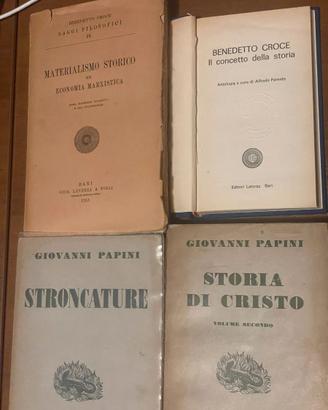 BENEDETTO CROCE
SAGGI FILOSOFICI
MATERIALISMO STORICO
ED
ECONOMIA MARXISTICA
BARI
GIUS. LATERZA & FIGLI
BENEDETTO CROCE
Il concetto della storia
Antologia a cura di Alfredo Parente
Editori Laterza Bari
GIOVANNI PAPINI
STRONCATURE
GIOVANNI PAPINI
STORIA
DI CRISTO
VOLUME SECONDO